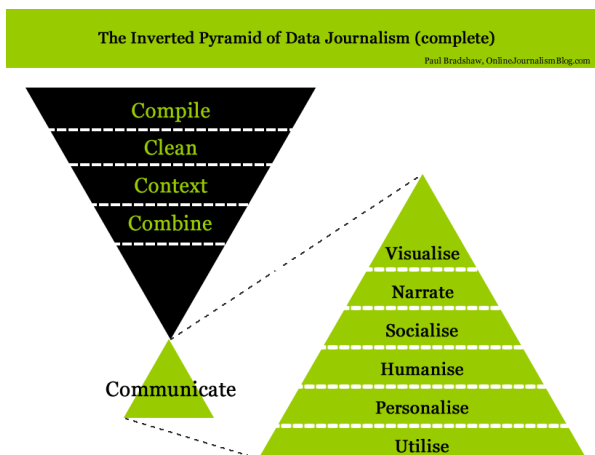 The Inverted Pyramid of Data Journalism (complete)
Paul Bradshaw, OnlineJournalismBlog.com
Compile
Clean
Context
Combine
Communicate
Visualise
Narrate
Socialise
Humanise
Personalise
Utilise